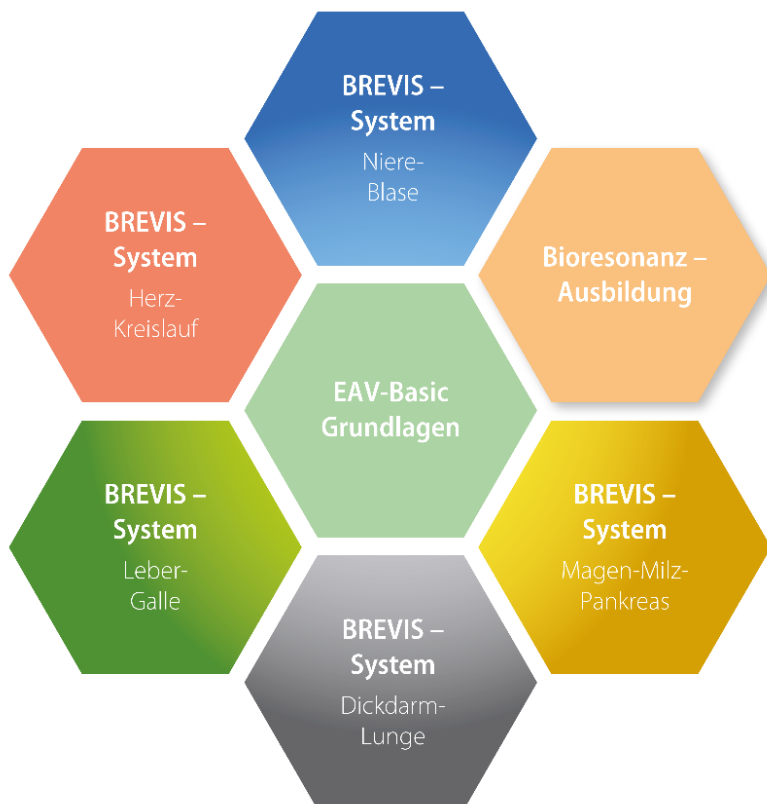 BREVIS –
System
Niere-
Blase
BREVIS –
System
Herz-
Kreislauf
Bioresonanz –
Ausbildung
EAV-Basic
Grundlagen
BREVIS –
System
Leber-
Galle
BREVIS –
System
Magen-Milz-
Pankreas
BREVIS –
System
Dickdarm-
Lunge